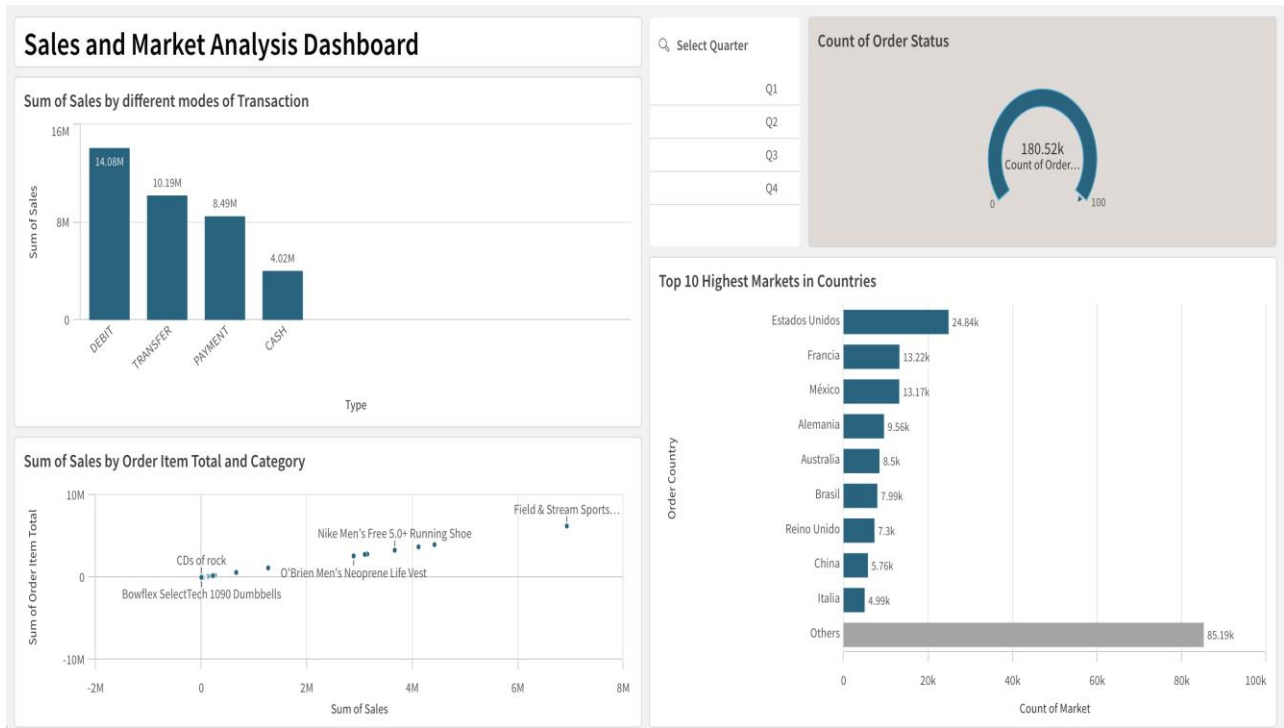 Sales and Market Analysis Dashboard
Sum of Sales by different modes of Transaction
Sum of Sales
16M
8M
0
14.08M
10.19M
8.49M
4.02M
DEBIT
TRANSFER
PAYMENT
CASH
Type
Select Quarter
Q1
Q2
Q3
Q4
Count of Order Status
180.52k
Count of Order...
0
100
Sum of Sales by Order Item Total and Category
Sum of Order Item Total
10M
0
-10M
Field & Stream Sports...
Nike Men's Free 5.0+ Running Shoe
CDs of rock
O'Brien Men's Neoprene Life Vest
Bowflex SelectTech 1090 Dumbbells
-2M
0
2M
4M
6M
8M
Sum of Sales
Top 10 Highest Markets in Countries
Order Country
Estados Unidos 24.84k
Francia 13.22k
México 13.17k
Alemania 9.56k
Australia 8.5k
Brasil 7.99k
Reino Unido 7.3k
China 5.76k
Italia 4.99k
Others 85.19k
0
20k
40k
60k
80k
100k
Count of Market